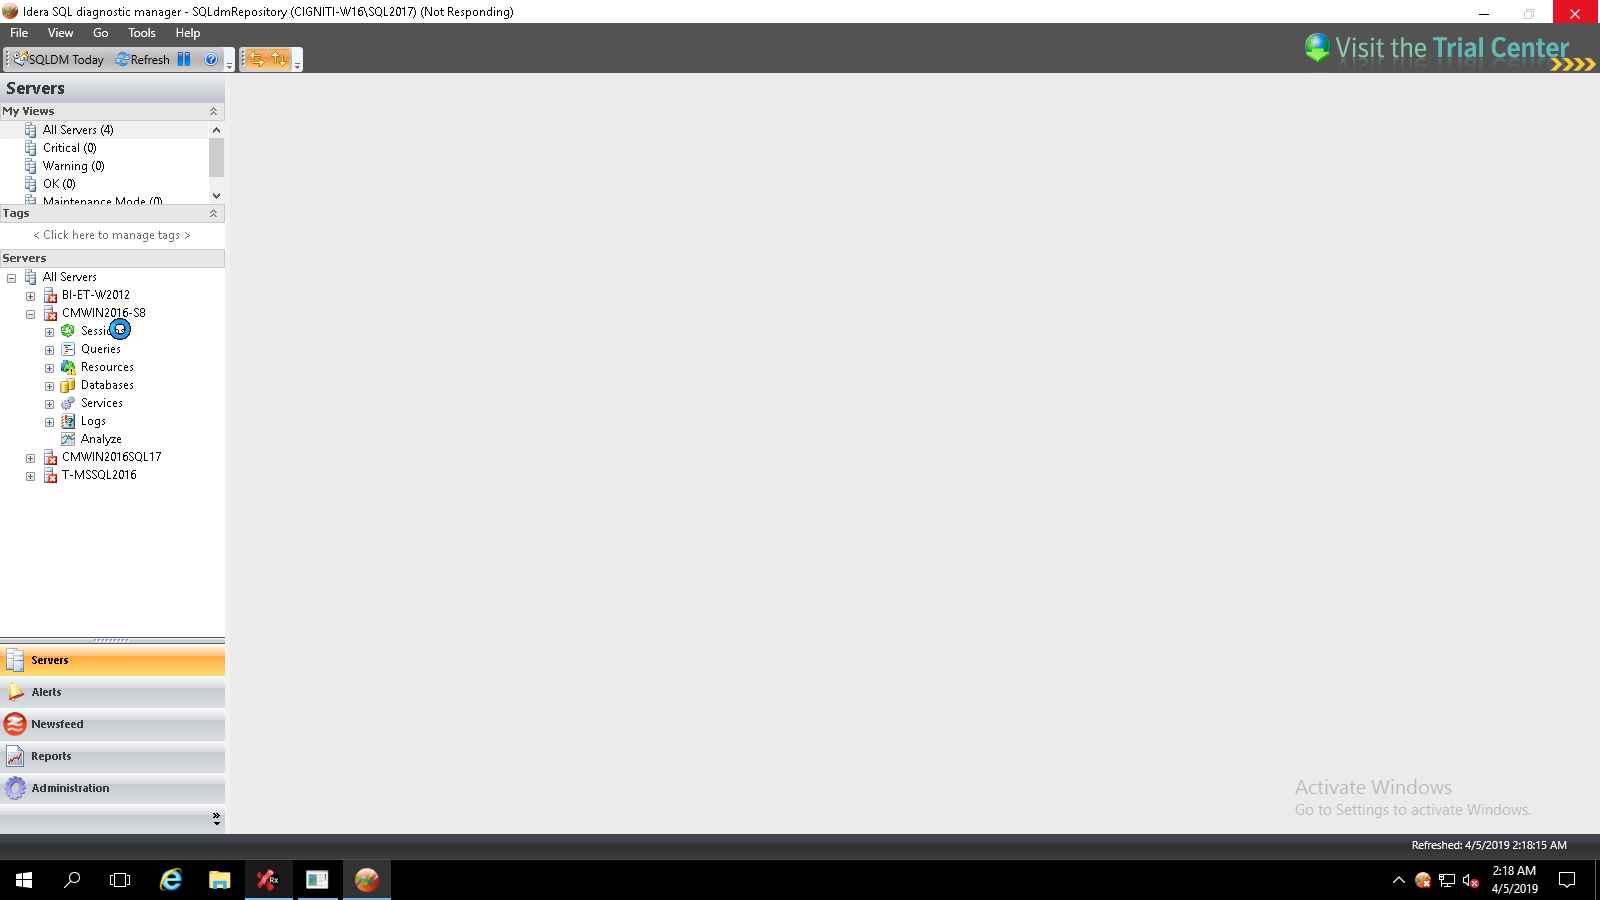 Idera SQL diagnostic manager - SQLdmRepository (CIGNITI-W16\SQL2017) (Not Responding)
File View Go Tools Help
SQLDM Today Refresh
Visit the Trial Center
Servers
My Views
All Servers (4)
Critical (0)
Warning (0)
OK (0)
Maintenance Mode (0)
Tags
< Click here to manage tags >
Servers
All Servers
BI-ET-W2012
CMWIN2016-S8
Queries
Resources
Databases
Services
Logs
Analyze
CMWIN2016SQL17
T-MSSQL2016
Servers
Alerts
Newsfeed
Reports
Administration
Activate Windows
Go to Settings to activate Windows.
Refreshed: 4/5/2019 2:18:15 AM
Rx
2:18 AM
4/5/2019